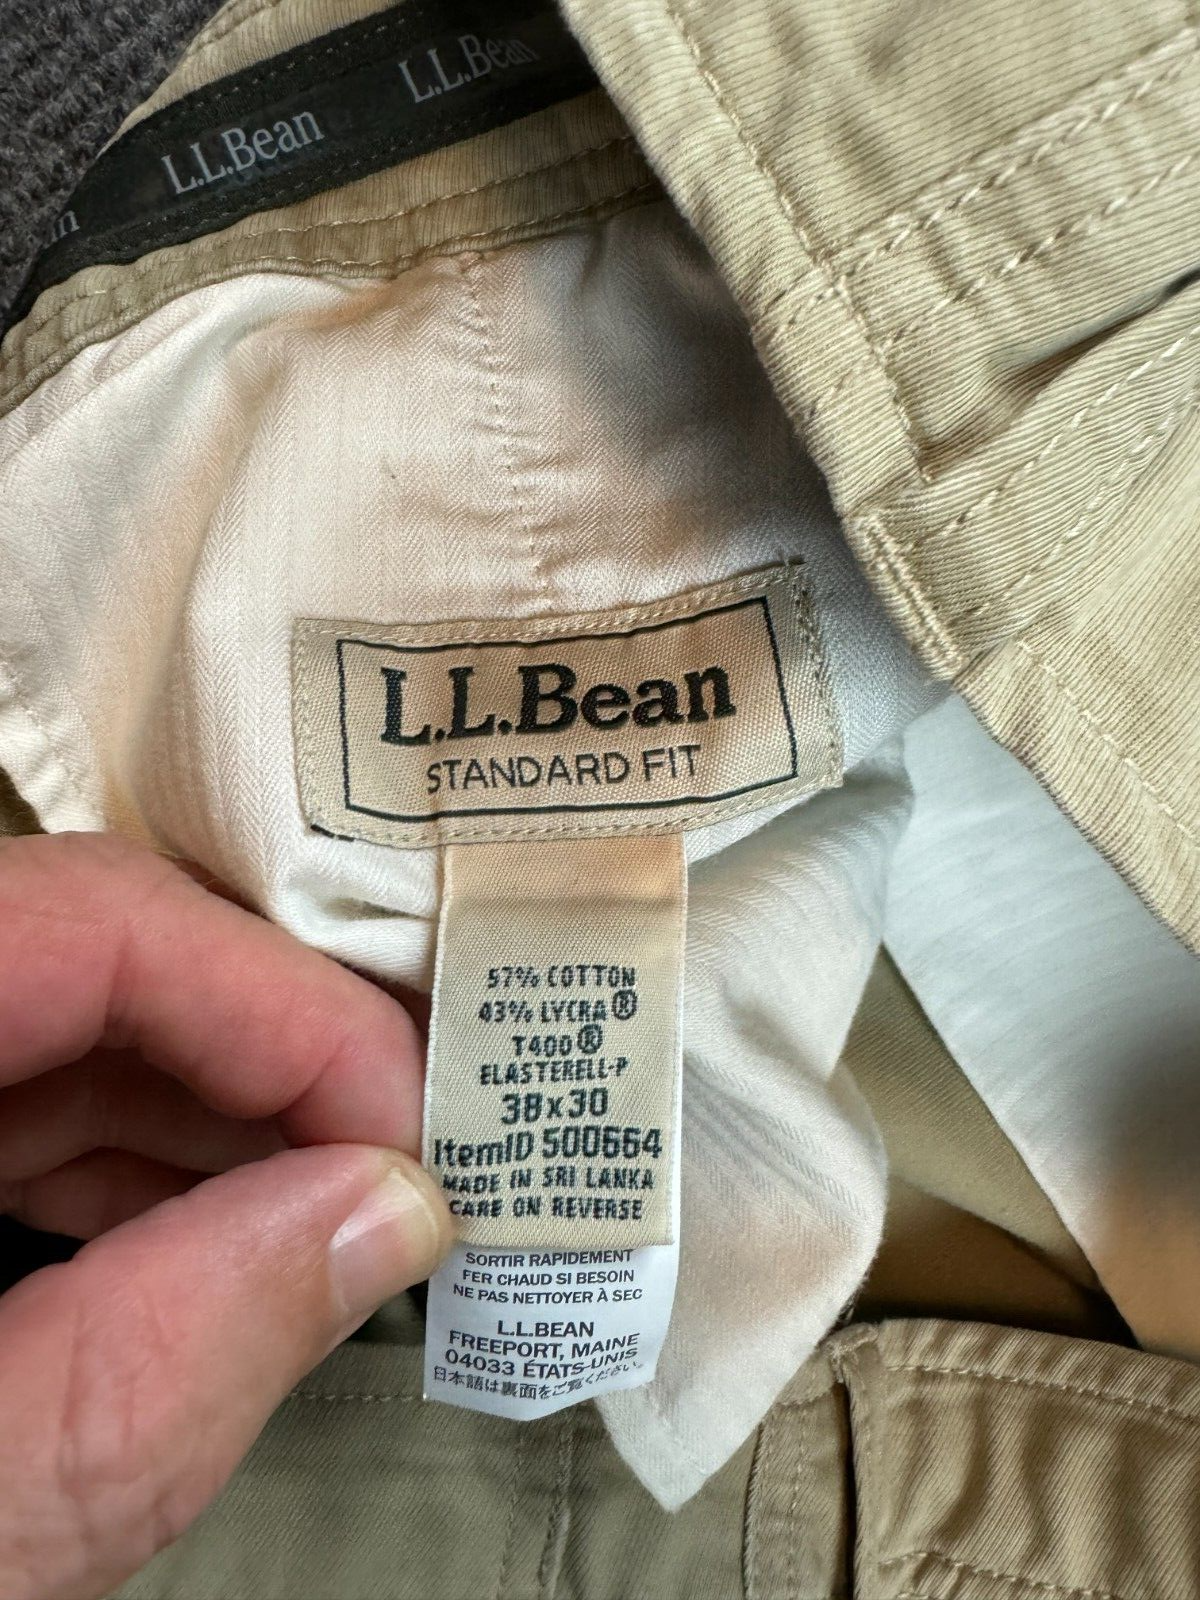 L.L.Bean
L.L.Bean
L.L.Bean
STANDARD FIT
57% COTTON
43% LYCRA®
T400®
ELASTERELL-P
38x30
ItemID 500664
MADE IN SRI LANKA
CARE ON REVERSE
SORTIR RAPIDEMENT
FER CHAUD SI BESOIN
NE PAS NETTOYER À SEC
L.L.BEAN
FREEPORT, MAINE
04033 ÉTATS-UNIS
日本語は裏面をご覧ください。